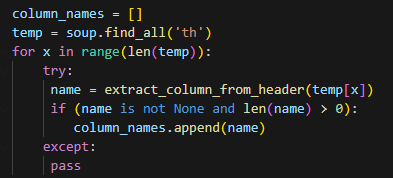 column_names = []
temp = soup.find_all('th')
for x in range(len(temp)):
    try:
     name = extract_column_from_header(temp[x])
     if (name is not None and len(name) > 0):
        column_names.append(name)
    except:
     pass